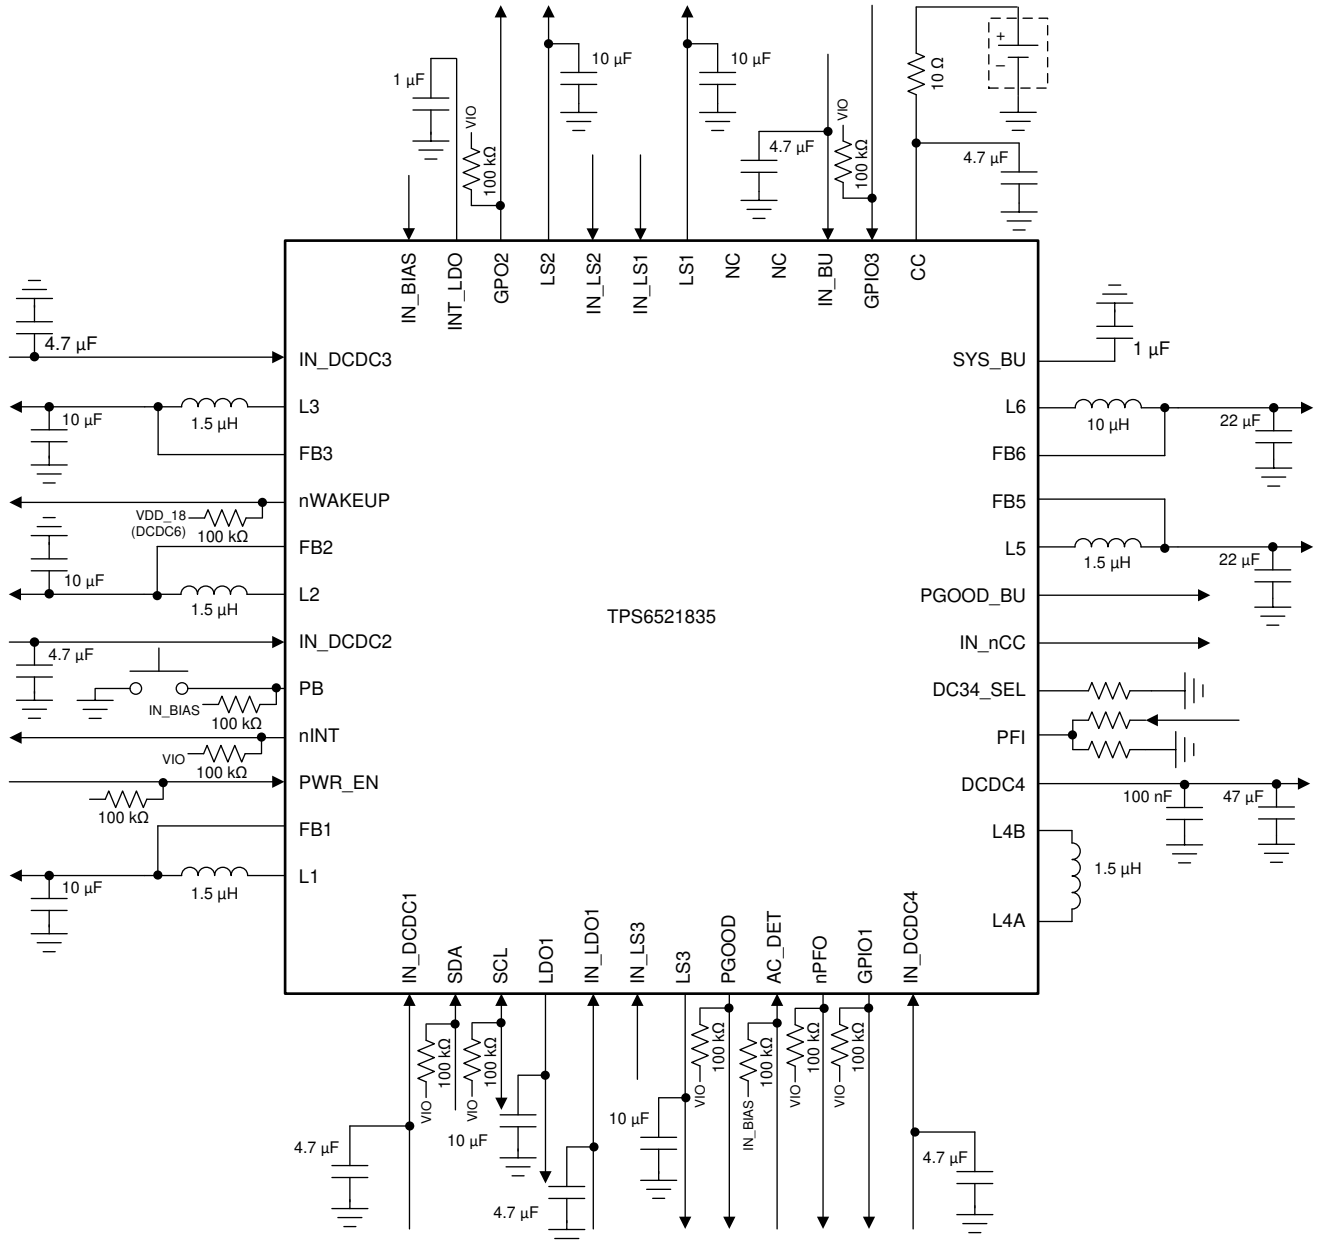 1 µF
VIO
100 kΩ
10 µF
10 µF
4.7 µF
VIO
100 kΩ
10 Ω
+
–
4.7 µF
IN_BIAS
INT_LDO
GPO2
LS2
IN_LS2
IN_LS1
LS1
NC
NC
IN_BU
GPIO3
CC
4.7 µF
IN_DCDC3
L3
10 µF
1.5 µH
FB3
nWAKEUP
VDD_18
(DCDC6)
100 kΩ
FB2
10 µF
L2
1.5 µH
IN_DCDC2
4.7 µF
PB
IN_BIAS
100 kΩ
nINT
VIO
100 kΩ
PWR_EN
100 kΩ
FB1
L1
10 µF
1.5 µH
TPS6521835
SYS_BU
1 µF
L6
10 µH
22 µF
FB6
FB5
L5
1.5 µH
22 µF
PGOOD_BU
IN_nCC
DC34_SEL
PFI
DCDC4
100 nF
47 µF
L4B
1.5 µH
L4A
IN_DCDC1
SDA
SCL
LDO1
IN_LDO1
IN_LS3
LS3
PGOOD
AC_DET
nPFO
GPIO1
IN_DCDC4
4.7 µF
VIO
100 kΩ
VIO
100 kΩ
10 µF
4.7 µF
10 µF
VIO
100 kΩ
IN_BIAS
100 kΩ
VIO
100 kΩ
VIO
100 kΩ
4.7 µF